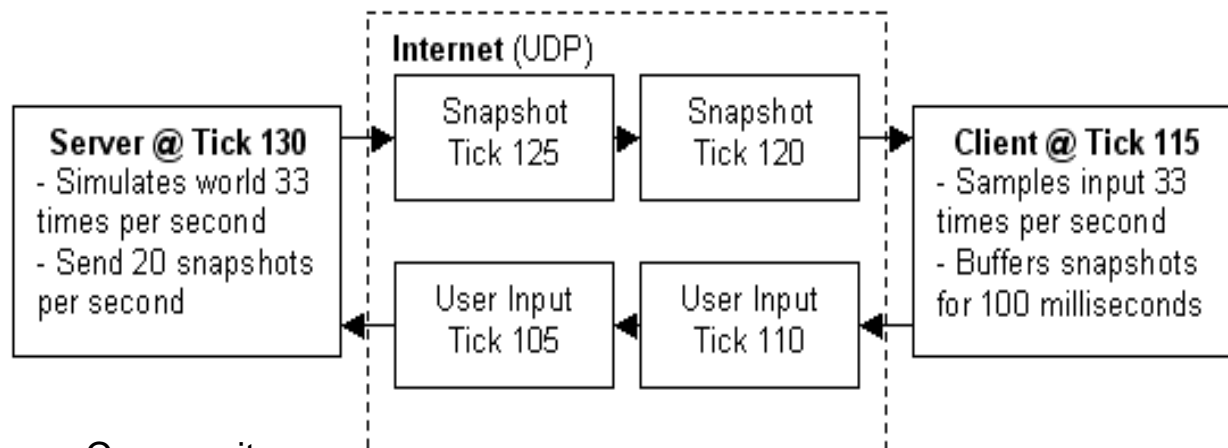 Internet (UDP)
Server @ Tick 130
- Simulates world 33
times per second
- Send 20 snapshots
per second
Snapshot
Tick 125
Snapshot
Tick 120
Client @ Tick 115
- Samples input 33
times per second
- Buffers snapshots
for 100 milliseconds
User Input
Tick 105
User Input
Tick 110